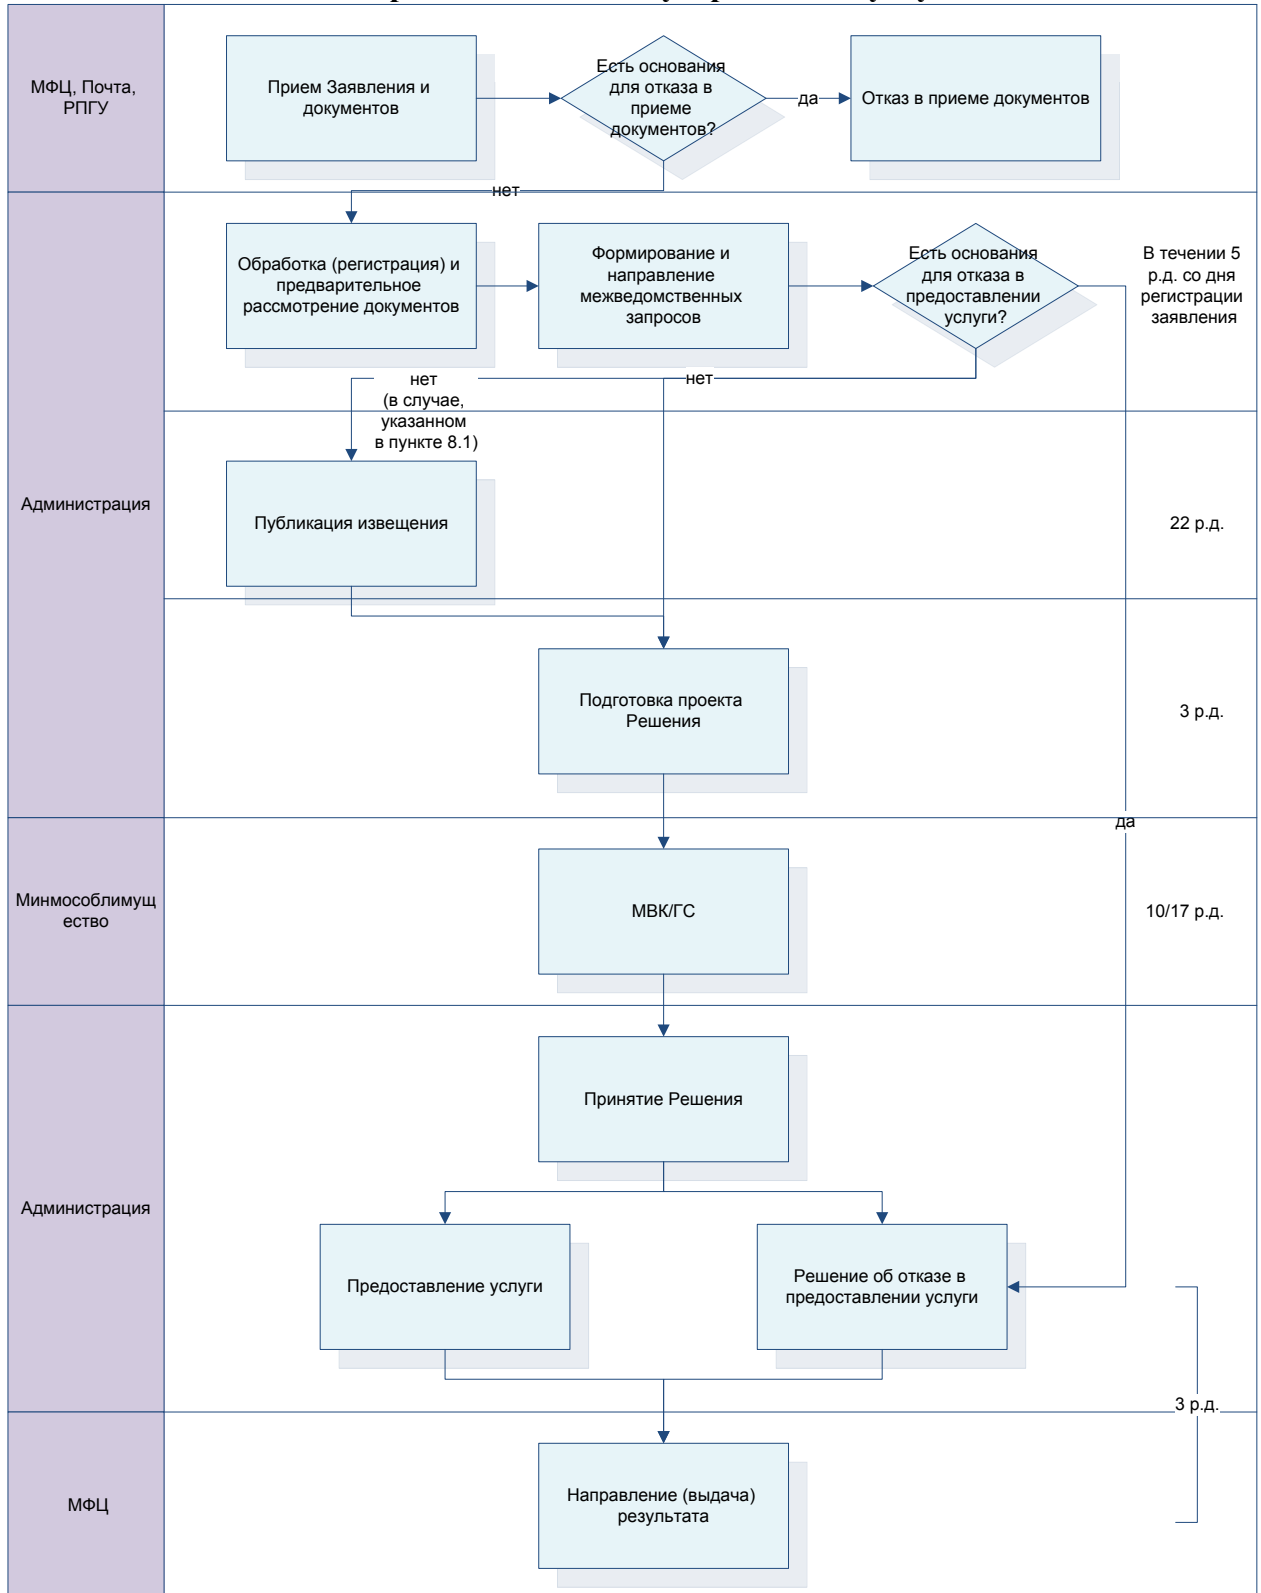 МФЦ, Почта,
РПГУ
Прием Заявления и
документов
Есть основания
для отказа в
приеме
документов?
да
Отказ в приеме документов
нет
Администрация
Обработка (регистрация) и
предварительное
рассмотрение документов
Формирование и
направление
межведомственных
запросов
Есть основания
для отказа в
предоставлении
услуги?
В течении 5
р.д. со дня
регистрации
заявления
нет
(в случае,
указанном
в пункте 8.1)
нет
Публикация извещения
22 р.д.
Подготовка проекта
Решения
3 р.д.
да
Минмособлимущ
ество
МВК/ГС
10/17 р.д.
Администрация
Принятие Решения
Предоставление услуги
Решение об отказе в
предоставлении услуги
3 р.д.
МФЦ
Направление (выдача)
результата